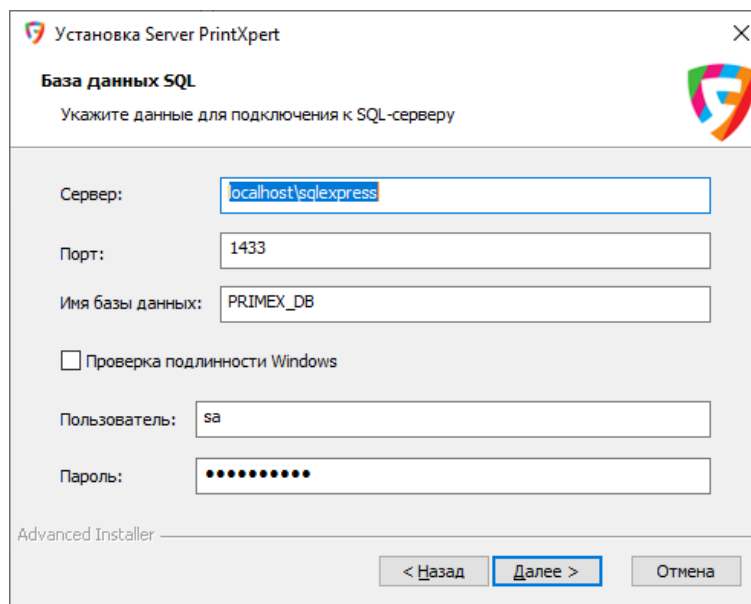 Установка Server PrintXpert
База данных SQL
Укажите данные для подключения к SQL-серверу
Сервер: localhost\sqlexpress
Порт: 1433
Имя базы данных: PRIMEX_DB
Проверка подлинности Windows
Пользователь: sa
Пароль: ••••••••••
Advanced Installer
< Назад Далее > Отмена